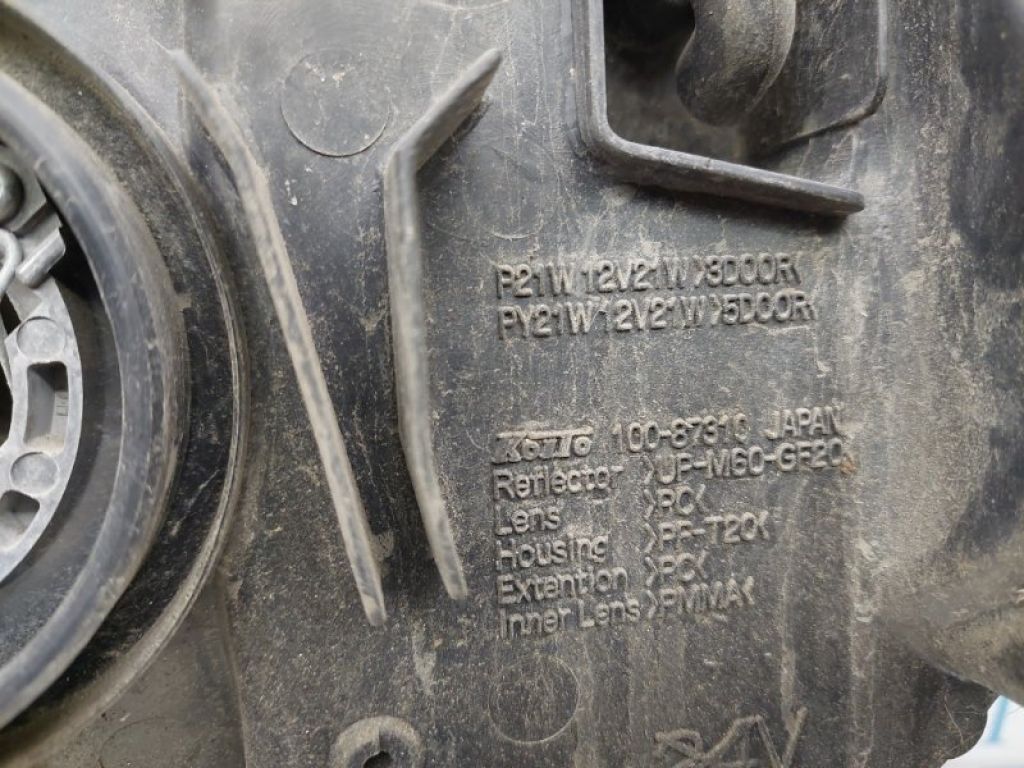 P21W 12V21W >3DOOR<
PY21W 12V21W >5DOOR<
KOITO 100-87310 JAPAN
Reflector >UP-M60-GF20<
Lens >PC<
Housing >PP-T20<
Extention >PC<
Inner Lens >PMMA<